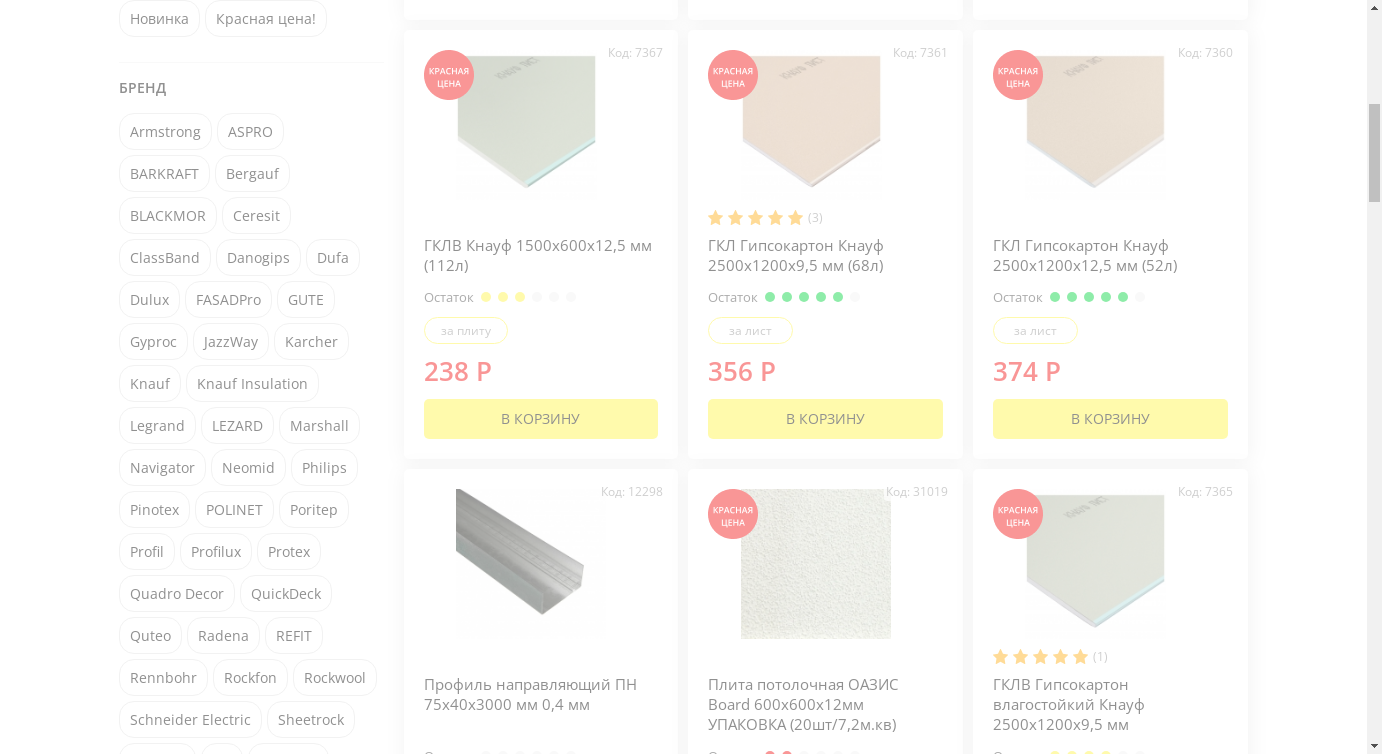 Новинка
Красная цена!
БРЕНД
Armstrong
ASPRO
BARKRAFT
Bergauf
BLACKMOR
Ceresit
ClassBand
Danogips
Dufa
Dulux
FASADPro
GUTE
Gyproc
JazzWay
Karcher
Knauf
Knauf Insulation
Legrand
LEZARD
Marshall
Navigator
Neomid
Philips
Pinotex
POLINET
Poritep
Profil
Profilux
Protex
Quadro Decor
QuickDeck
Quteo
Radena
REFIT
Rennbohr
Rockfon
Rockwool
Schneider Electric
Sheetrock
Код: 7367
КРАСНАЯ
ЦЕНА
ГКЛВ Кнауф 1500х600х12,5 мм
(112л)
Остаток
за плиту
238 Р
В КОРЗИНУ
Код: 7361
КРАСНАЯ
ЦЕНА
(3)
ГКЛ Гипсокартон Кнауф
2500х1200х9,5 мм (68л)
Остаток
за лист
356 Р
В КОРЗИНУ
Код: 7360
КРАСНАЯ
ЦЕНА
ГКЛ Гипсокартон Кнауф
2500х1200х12,5 мм (52л)
Остаток
за лист
374 Р
В КОРЗИНУ
Код: 12298
Профиль направляющий ПН
75х40х3000 мм 0,4 мм
Код: 31019
КРАСНАЯ
ЦЕНА
Плита потолочная ОАЗИС
Board 600х600х12мм
УПАКОВКА (20шт/7,2м.кв)
Код: 7365
КРАСНАЯ
ЦЕНА
(1)
ГКЛВ Гипсокартон
влагостойкий Кнауф
2500х1200х9,5 мм